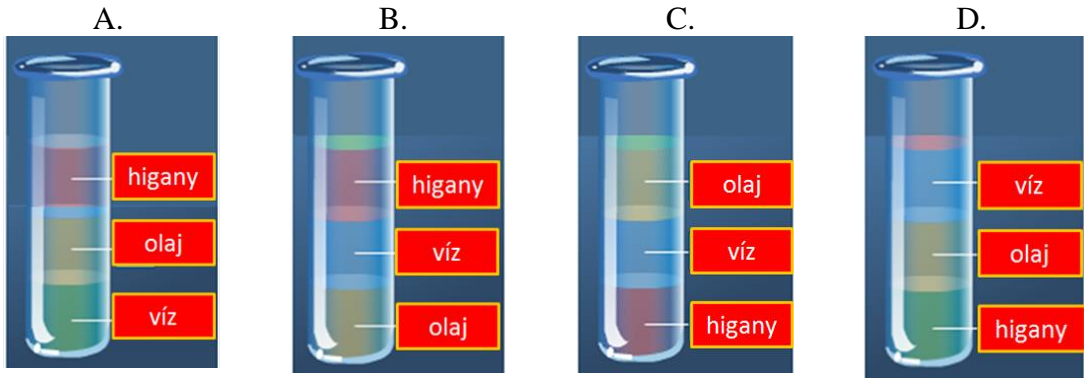 A.
B.
C.
D.
higany
olaj
víz
higany
víz
olaj
olaj
víz
higany
víz
olaj
higany